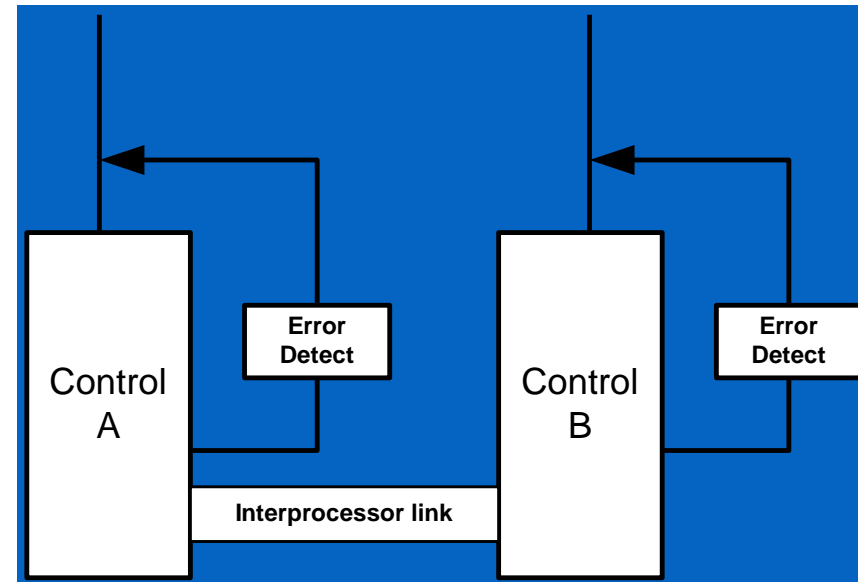 Error
Detect
Error
Detect
Control
A
Control
B
Interprocessor link